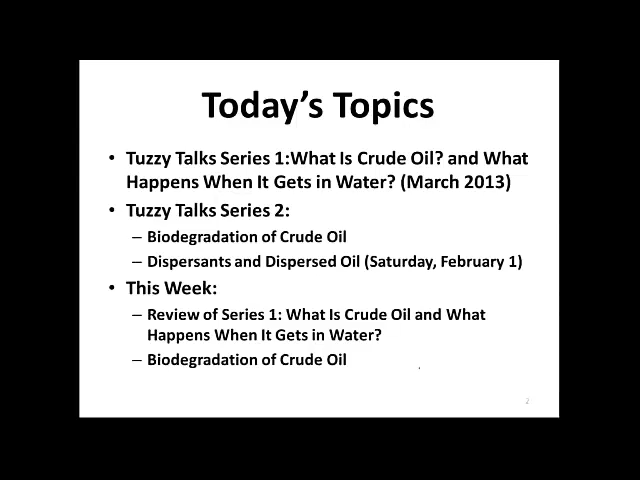 Today's Topics
• Tuzzy Talks Series 1:What Is Crude Oil? and What
Happens When It Gets in Water? (March 2013)
• Tuzzy Talks Series 2:
– Biodegradation of Crude Oil
– Dispersants and Dispersed Oil (Saturday, February 1)
• This Week:
– Review of Series 1: What Is Crude Oil and What
Happens When It Gets in Water?
– Biodegradation of Crude Oil
2